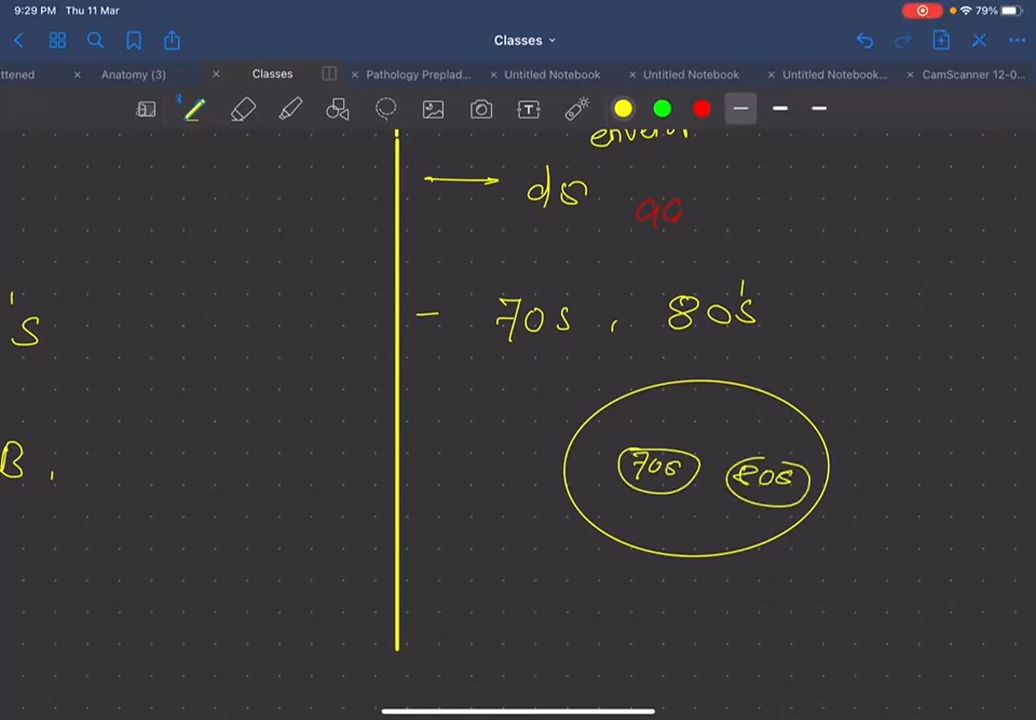 9:29 PM Thu 11 Mar 79%
Classes
ttened Anatomy (3) Classes Pathology Preplad... Untitled Notebook Untitled Notebook Untitled Notebook... CamScanner 12-0...
T
→ ds
- 70s, 80's
's
70s 80s
B,